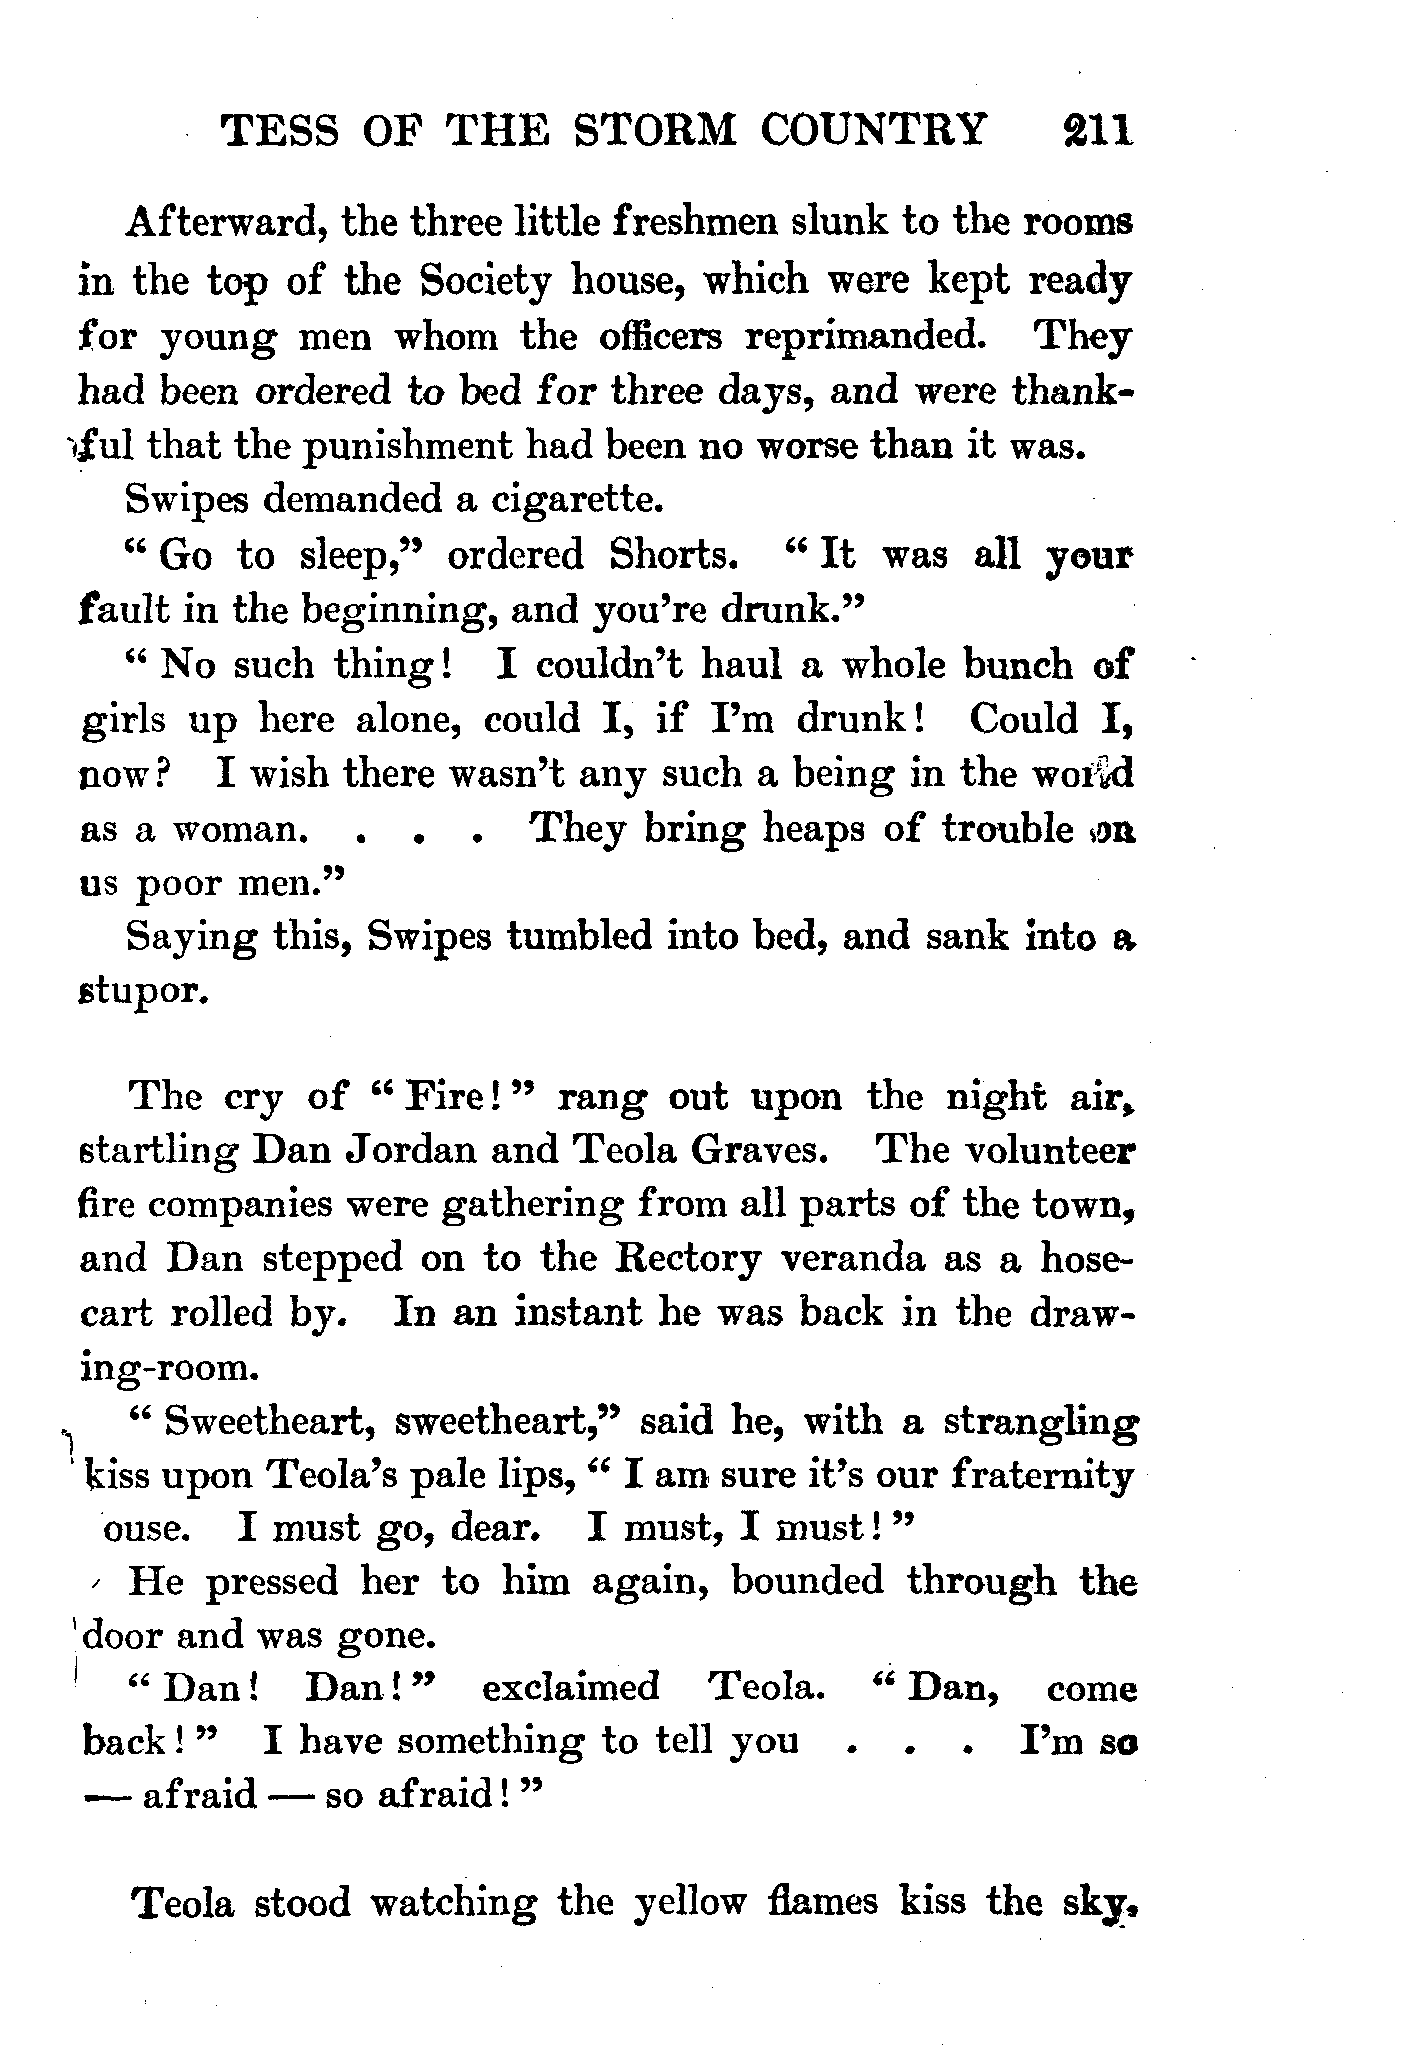 TESS OF THE STORM COUNTRY 211
Afterward, the three little freshmen slunk to the rooms
in the top of the Society house, which were kept ready
for young men whom the officers reprimanded. They
had been ordered to bed for three days, and were thank-
ful that the punishment had been no worse than it was.
Swipes demanded a cigarette.
“ Go to sleep,” ordered Shorts. “ It was all your
fault in the beginning, and you’re drunk.”
“ No such thing! I couldn’t haul a whole bunch of
girls up here alone, could I, if I’m drunk! Could I,
now? I wish there wasn’t any such a being in the world
as a woman. . . . They bring heaps of trouble on
us poor men.”
Saying this, Swipes tumbled into bed, and sank into a
stupor.
The cry of “ Fire! ” rang out upon the night air,
startling Dan Jordan and Teola Graves. The volunteer
fire companies were gathering from all parts of the town,
and Dan stepped on to the Rectory veranda as a hose-
cart rolled by. In an instant he was back in the draw-
ing-room.
“ Sweetheart, sweetheart,” said he, with a strangling
kiss upon Teola’s pale lips, “ I am sure it’s our fraternity
ouse. I must go, dear. I must, I must! ”
He pressed her to him again, bounded through the
door and was gone.
“ Dan! Dan! ” exclaimed Teola. “ Dan, come
back! ” I have something to tell you . . . I’m so
— afraid — so afraid! ”
Teola stood watching the yellow flames kiss the sky.